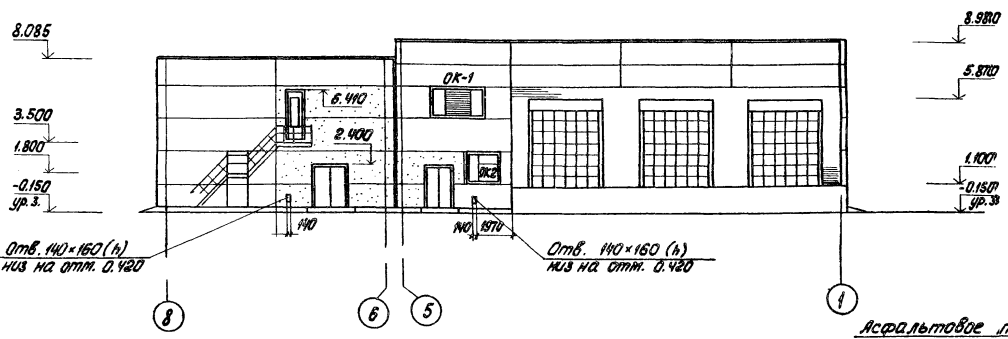 8.085
3.500
1.800
-0.150
ур. з.
6.410
2.400
ОК-1
ОК2
8.980
5.870
1.100
-0.150
ур. з.
140
140
1970
Отв. 140×160 (h)
низ на отм. 0.420
Отв. 140×160 (h)
низ на отм. 0.420
8
6
5
1
Асфальтовое